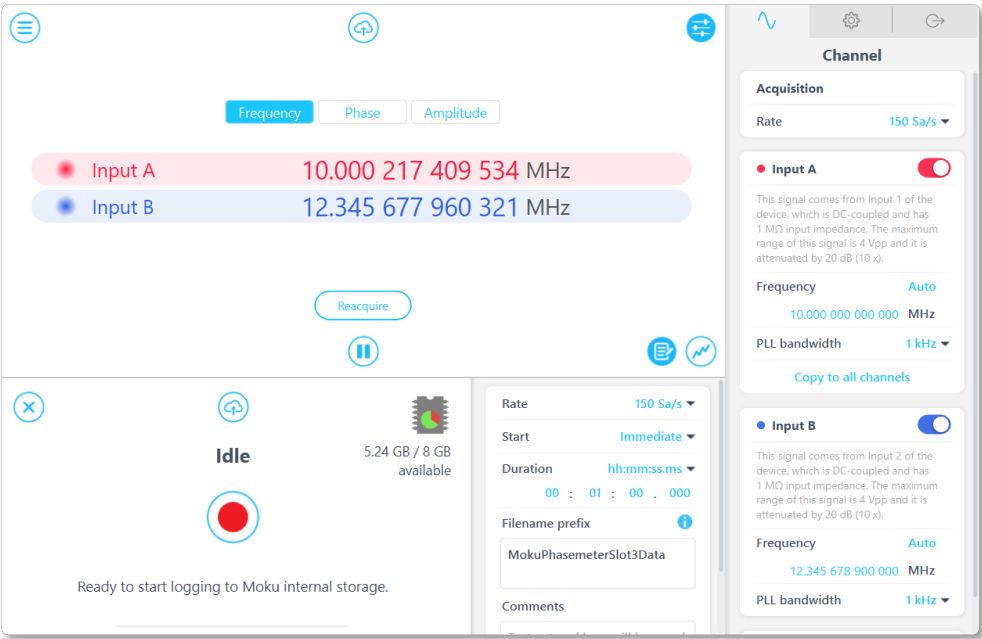 Frequency
Phase
Amplitude
Input A
10.000 217 409 534 MHz
Input B
12.345 677 960 321 MHz
Reacquire
Idle
5.24 GB / 8 GB
available
Ready to start logging to Moku internal storage.
Rate
150 Sa/s
Start
Immediate
Duration
hh:mm:ss.ms
00 : 01 : 00 . 000
Filename prefix
i
MokuPhasemeterSlot3Data
Comments
Channel
Acquisition
Rate
150 Sa/s
Input A
This signal comes from Input 1 of the
device, which is DC-coupled and has
1 MΩ input impedance. The maximum
range of this signal is 4 Vpp and it is
attenuated by 20 dB (10 x).
Frequency
Auto
10.000 000 000 000 MHz
PLL bandwidth
1 kHz
Copy to all channels
Input B
This signal comes from Input 2 of the
device, which is DC-coupled and has
1 MΩ input impedance. The maximum
range of this signal is 4 Vpp and it is
attenuated by 20 dB (10 x).
Frequency
Auto
12.345 678 900 000 MHz
PLL bandwidth
1 kHz